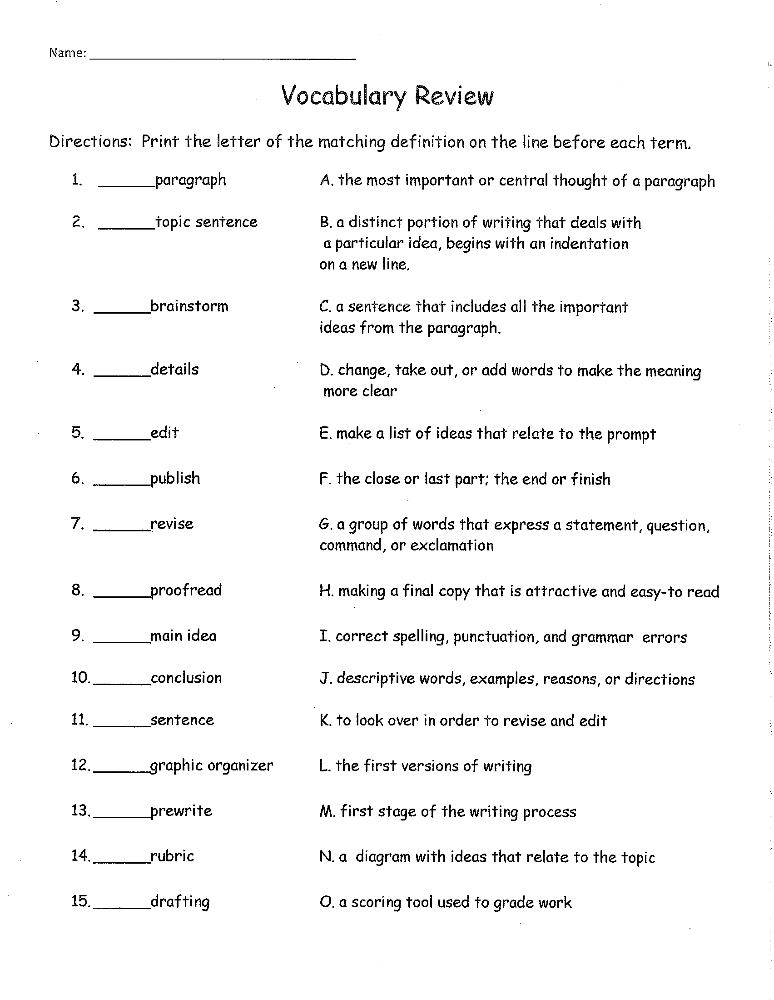 Name: ______________________________
Vocabulary Review
Directions: Print the letter of the matching definition on the line before each term.
1. ______paragraph A. the most important or central thought of a paragraph
2. ______topic sentence B. a distinct portion of writing that deals with
a particular idea, begins with an indentation
on a new line.
3. ______brainstorm C. a sentence that includes all the important
ideas from the paragraph.
4. ______details D. change, take out, or add words to make the meaning
more clear
5. ______edit E. make a list of ideas that relate to the prompt
6. ______publish F. the close or last part; the end or finish
7. ______revise G. a group of words that express a statement, question,
command, or exclamation
8. ______proofread H. making a final copy that is attractive and easy-to read
9. ______main idea I. correct spelling, punctuation, and grammar errors
10.______conclusion J. descriptive words, examples, reasons, or directions
11. ______sentence K. to look over in order to revise and edit
12.______graphic organizer L. the first versions of writing
13.______prewrite M. first stage of the writing process
14.______rubric N. a diagram with ideas that relate to the topic
15.______drafting O. a scoring tool used to grade work